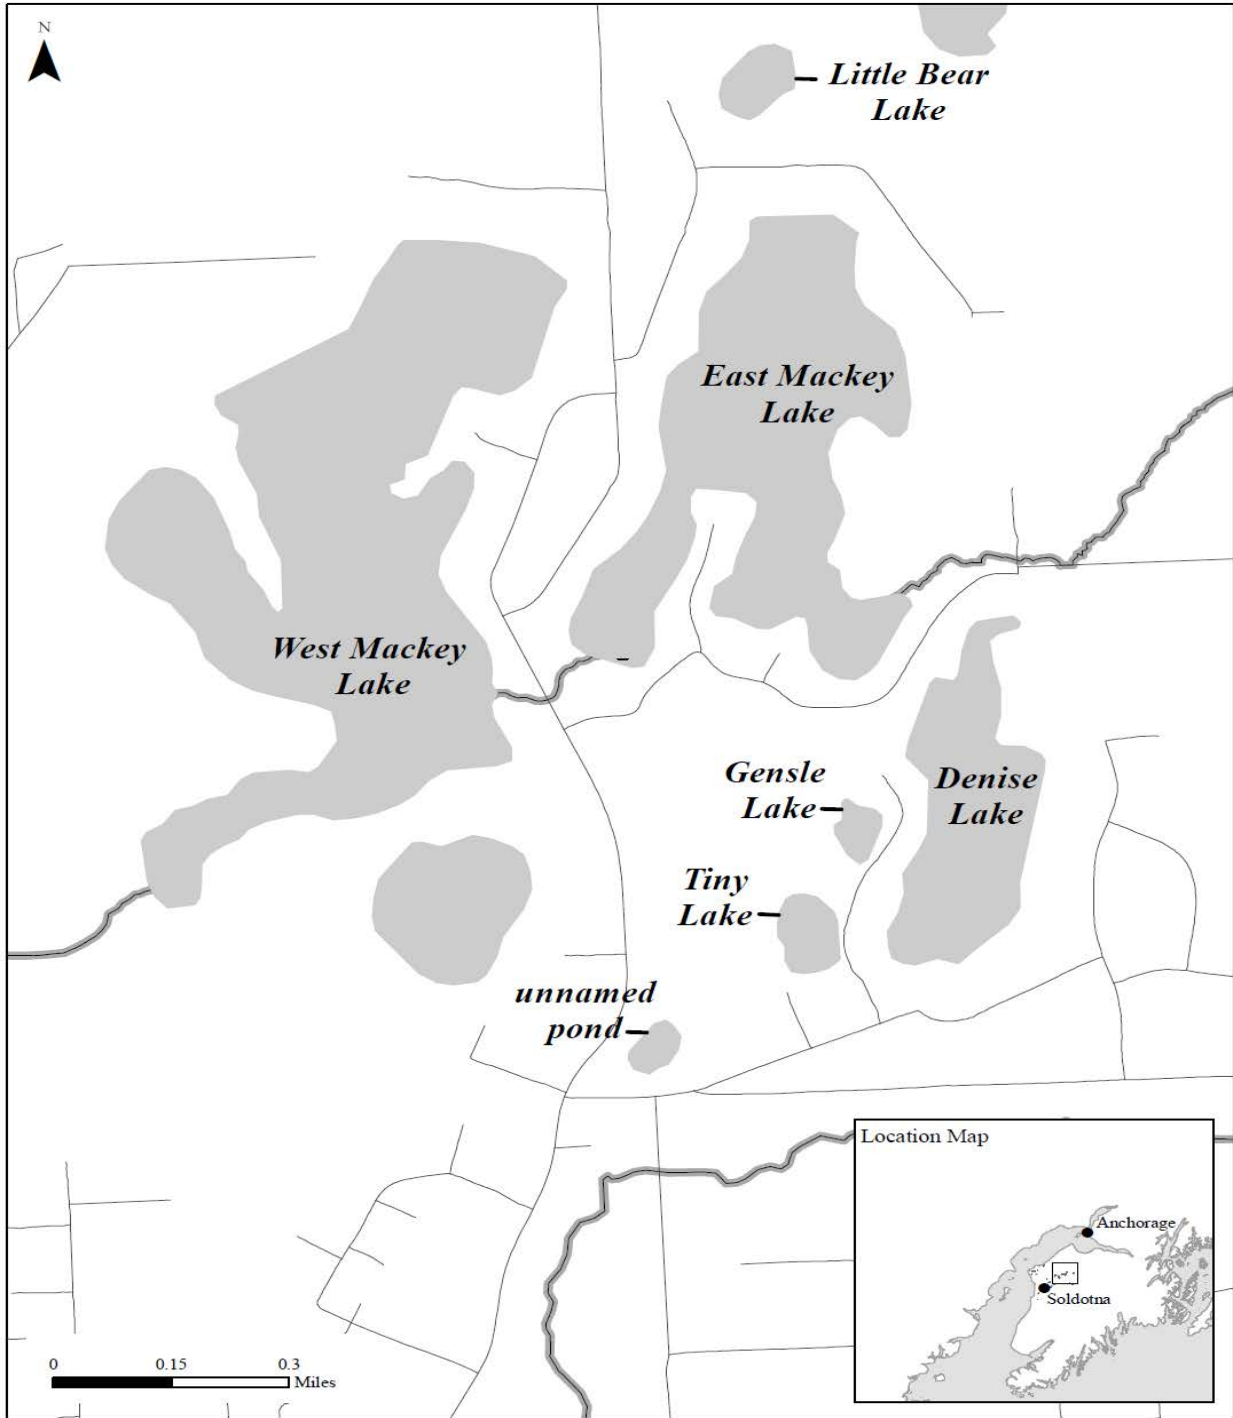 N
Little Bear
Lake
East Mackey
Lake
West Mackey
Lake
Gensle
Lake
Denise
Lake
Tiny
Lake
unnamed
pond
Location Map
Anchorage
Soldotna
0 0.15 0.3
Miles